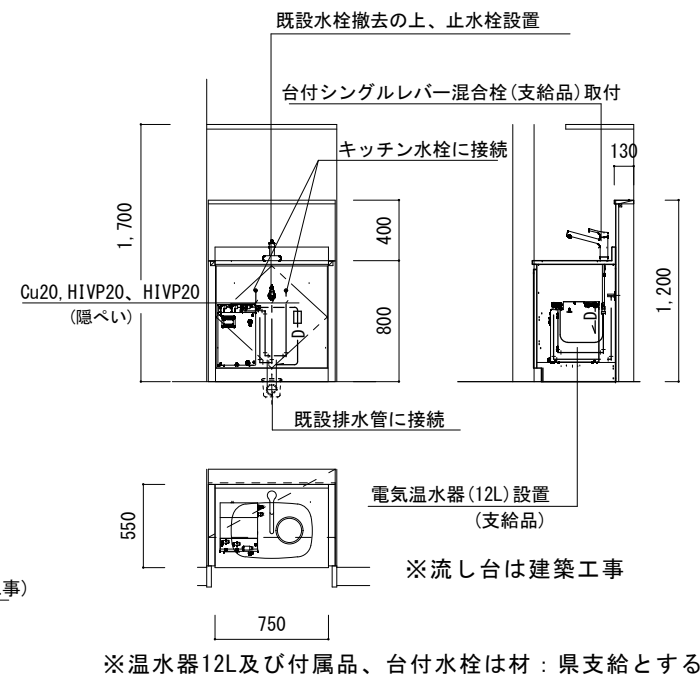 既設水栓撤去の上、止水栓設置
台付シングルレバー混合栓(支給品)取付
キッチン水栓に接続
130
1,700
400
800
1,200
Cu20,HIVP20、HIVP20
(隠ぺい)
既設排水管に接続
電気温水器(12L)設置
(支給品)
550
※流し台は建築工事
事)
750
※温水器12L及び付属品、台付水栓は材：県支給とする